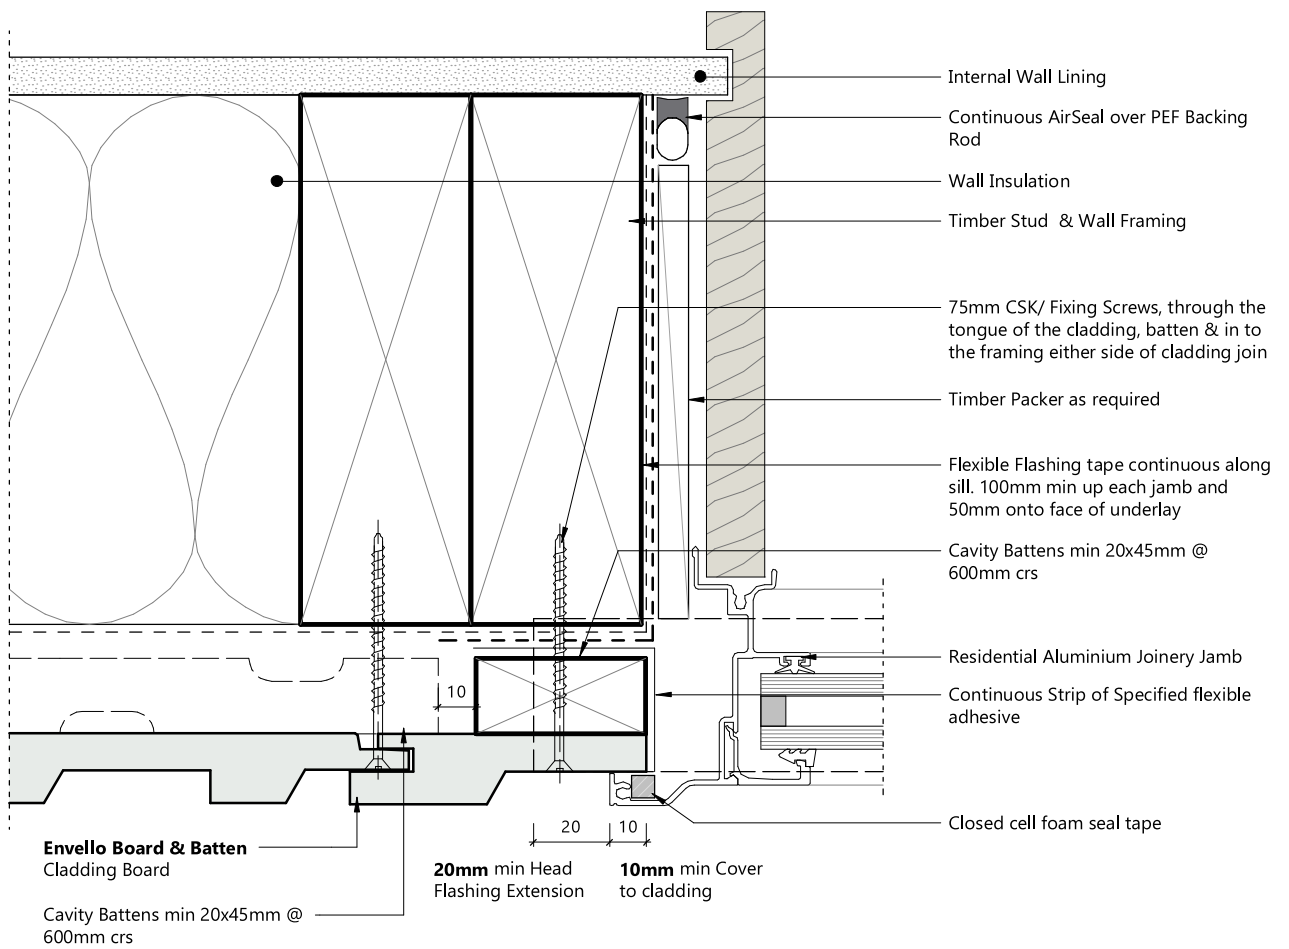 Internal Wall Lining
Continuous AirSeal over PEF Backing
Rod
Wall Insulation
Timber Stud & Wall Framing
75mm CSK/ Fixing Screws, through the
tongue of the cladding, batten & in to
the framing either side of cladding join
Timber Packer as required
Flexible Flashing tape continuous along
sill. 100mm min up each jamb and
50mm onto face of underlay
Cavity Battens min 20x45mm @
600mm crs
Residential Aluminium Joinery Jamb
Continuous Strip of Specified flexible
adhesive
Closed cell foam seal tape
10
20
10
Envello Board & Batten
Cladding Board
20mm min Head
Flashing Extension
10mm min Cover
to cladding
Cavity Battens min 20x45mm @
600mm crs